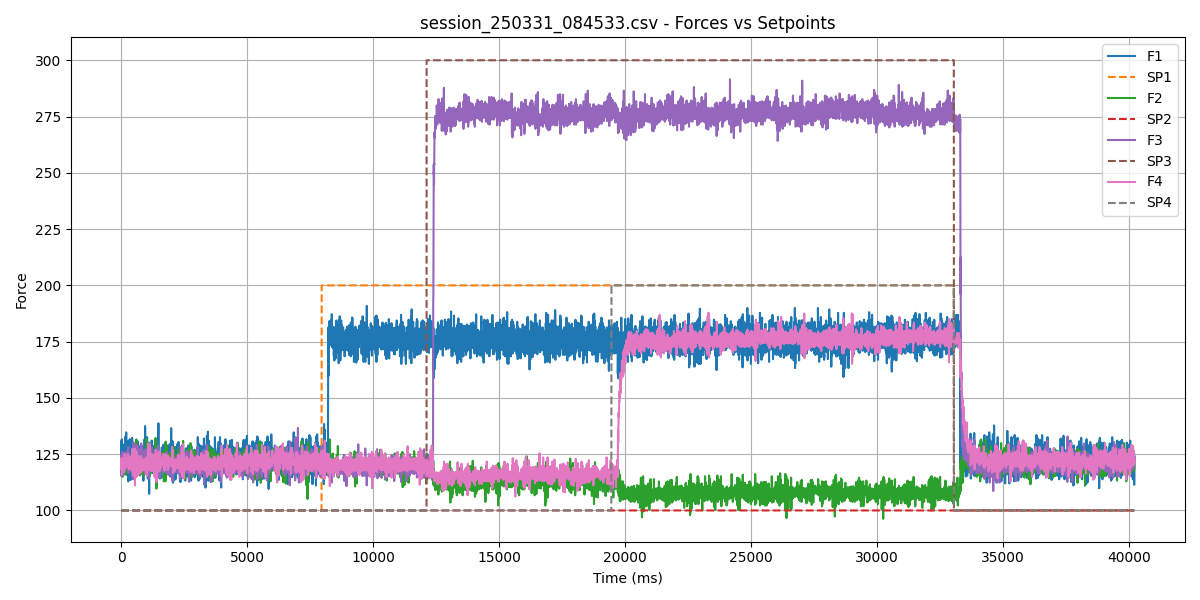 session_250331_084533.csv - Forces vs Setpoints
Force
300
275
250
225
200
175
150
125
100
F1
SP1
F2
SP2
F3
SP3
F4
SP4
0
5000
10000
15000
20000
25000
30000
35000
40000
Time (ms)